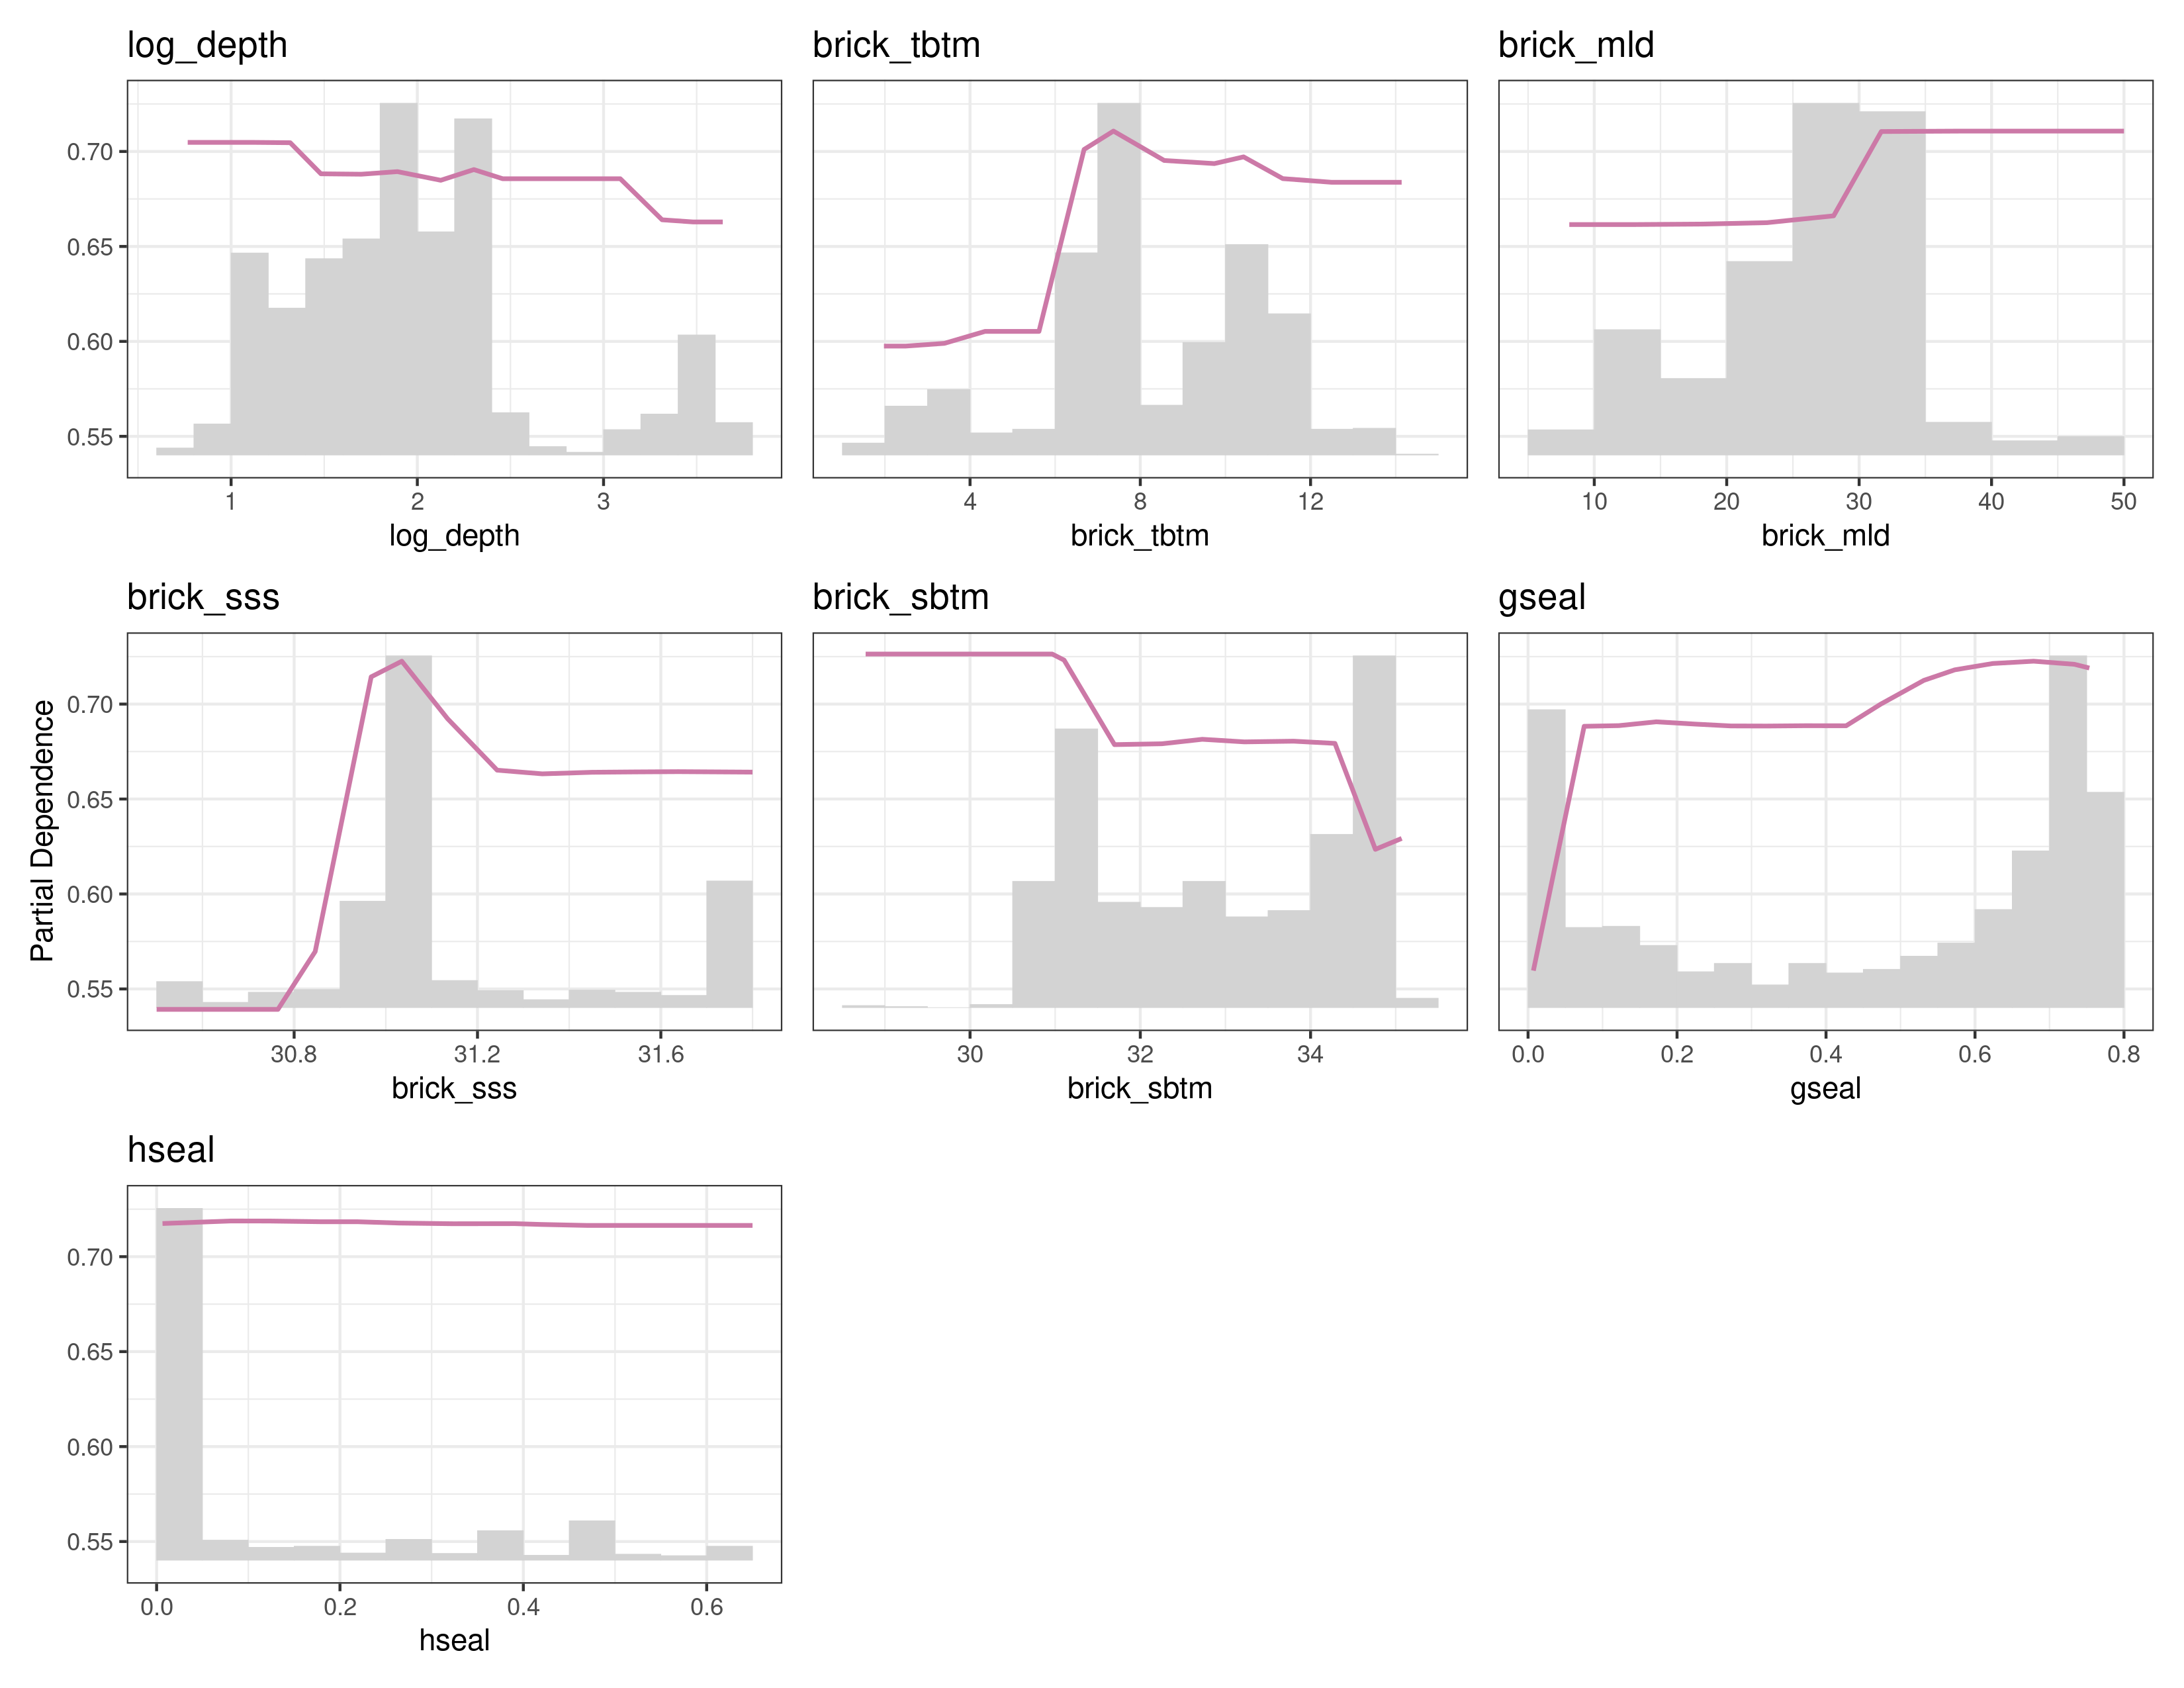 log_depth
brick_tbtm
brick_mld
0.70
0.65
0.60
0.55
1 2 3
4 8 12
10 20 30 40 50
log_depth
brick_tbtm
brick_mld
brick_sss
brick_sbtm
gseal
Partial Dependence
0.70
0.65
0.60
0.55
30.8 31.2 31.6
30 32 34
0.0 0.2 0.4 0.6 0.8
brick_sss
brick_sbtm
gseal
hseal
0.70
0.65
0.60
0.55
0.0 0.2 0.4 0.6
hseal